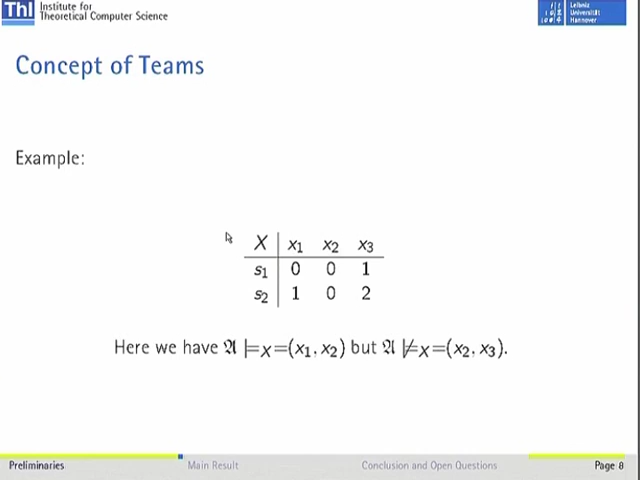 ThI Institute for
Theoretical Computer Science
Leibniz
Universität
Hannover
Concept of Teams
Example:
X x₁ x₂ x₃
s₁ 0 0 1
s₂ 1 0 2
Here we have 𝔄 ⊨X =(x₁, x₂) but 𝔄 ⊭X =(x₂, x₃).
Preliminaries Main Result Conclusion and Open Questions Page 8